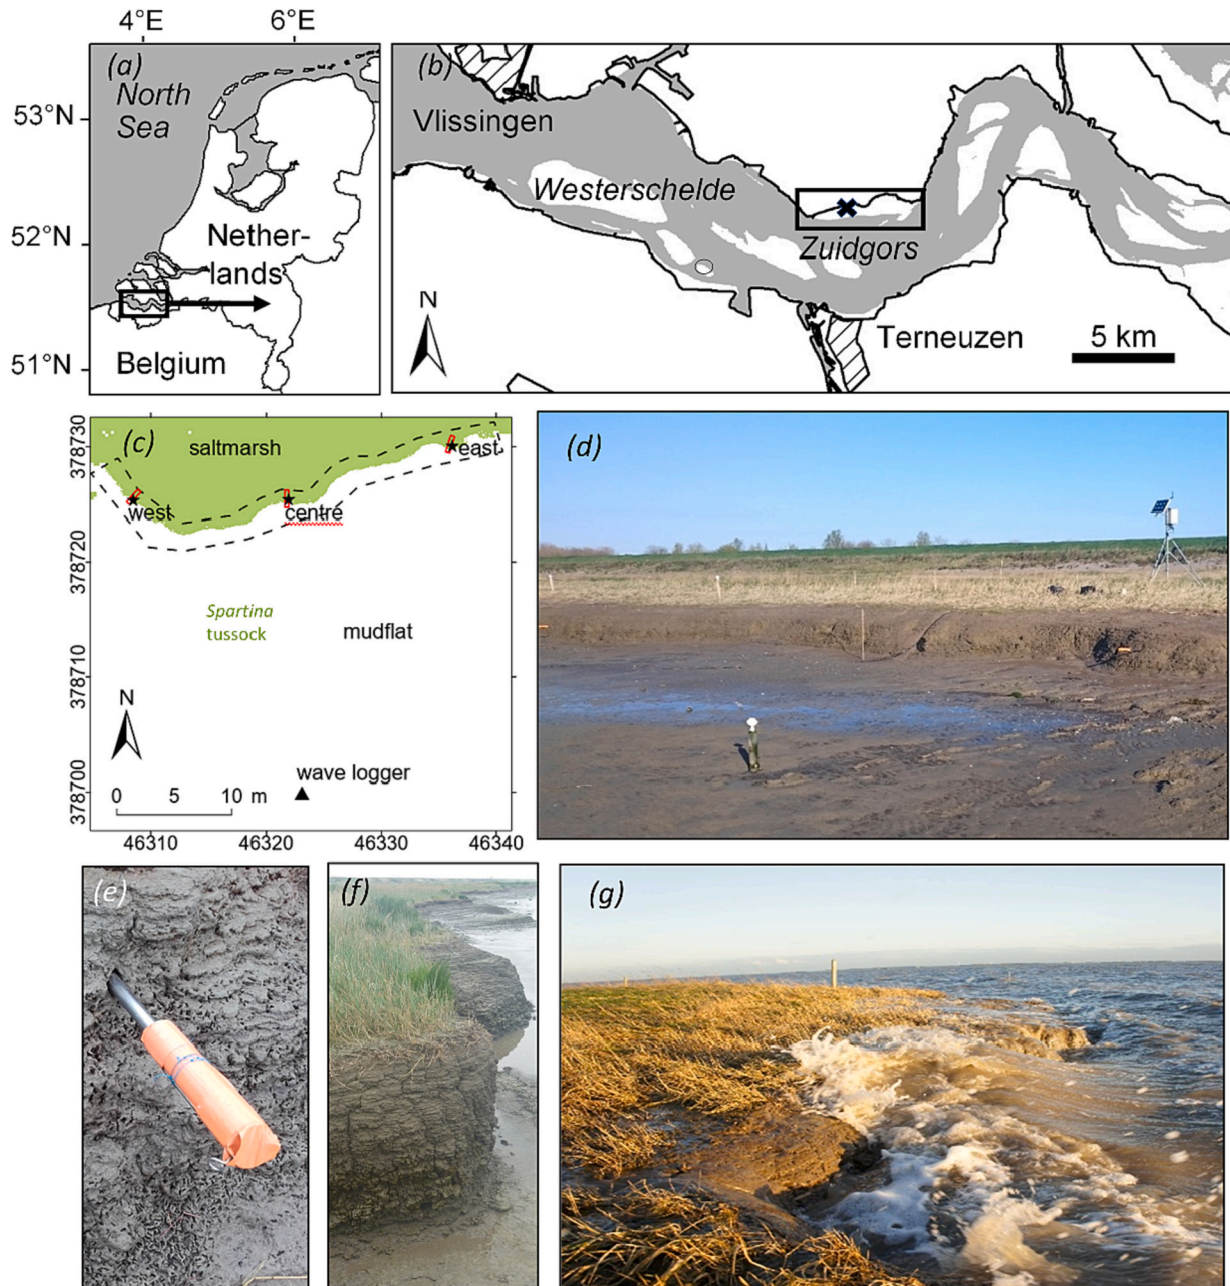 4°E 6°E
(a)
North
Sea
53°N
52°N
51°N
Nether-
lands
Belgium
(b)
Vlissingen
Westerschelde
Zuidgors
N
Terneuzen
5 km
(c)
saltmarsh
east
west
centre
Spartina
tussock
mudflat
N
wave logger
0 5 10 m
378730
378720
378710
378700
46310 46320 46330 46340
(d)
(e)
(f)
(g)